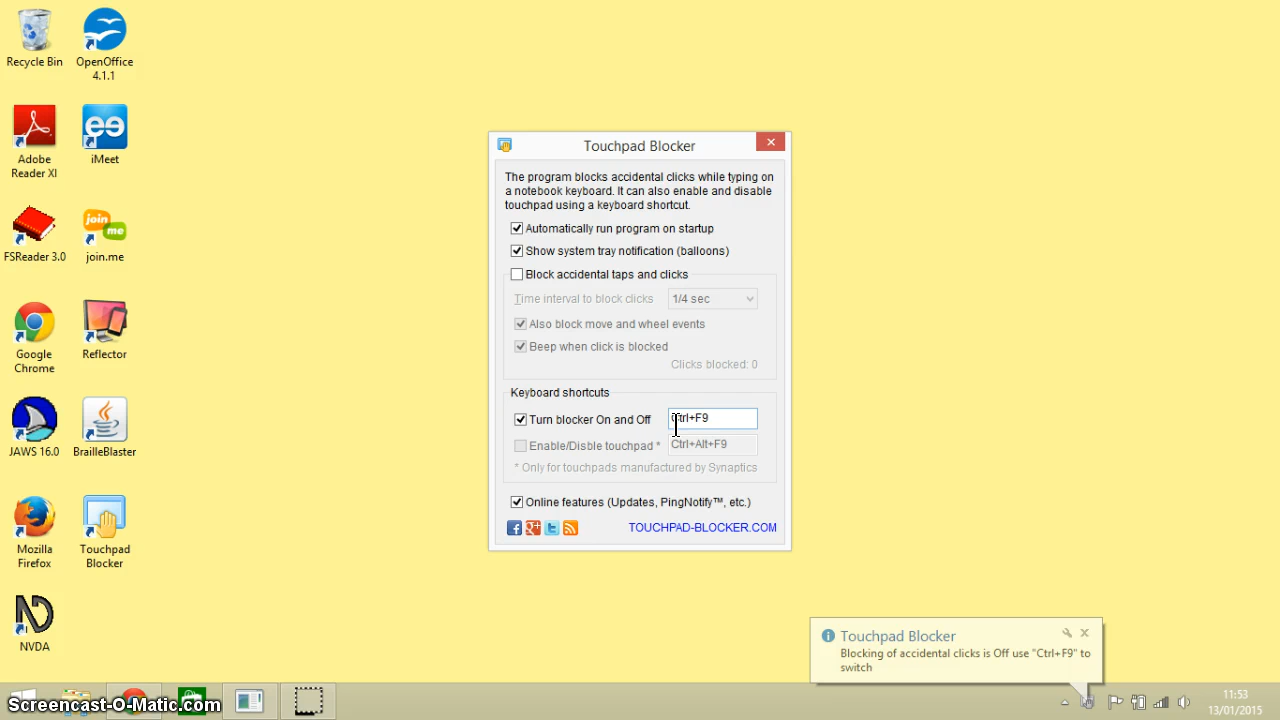 Recycle Bin
OpenOffice
4.1.1
Adobe
Reader XI
ee
iMeet
FSReader 3.0
join
me
join.me
Google
Chrome
Reflector
JAWS 16.0
BrailleBlaster
Mozilla
Firefox
Touchpad
Blocker
NVDA
Touchpad Blocker
The program blocks accidental clicks while typing on
a notebook keyboard. It can also enable and disable
touchpad using a keyboard shortcut.
Automatically run program on startup
Show system tray notification (balloons)
Block accidental taps and clicks
Time interval to block clicks 1/4 sec
Also block move and wheel events
Beep when click is blocked
Clicks blocked: 0
Keyboard shortcuts
Turn blocker On and Off Ctrl+F9
Enable/Disble touchpad * Ctrl+Alt+F9
* Only for touchpads manufactured by Synaptics
Online features (Updates, PingNotify™, etc.)
TOUCHPAD-BLOCKER.COM
Touchpad Blocker
Blocking of accidental clicks is Off use "Ctrl+F9" to
switch
Screencast-O-Matic.com
11:53
13/01/2015